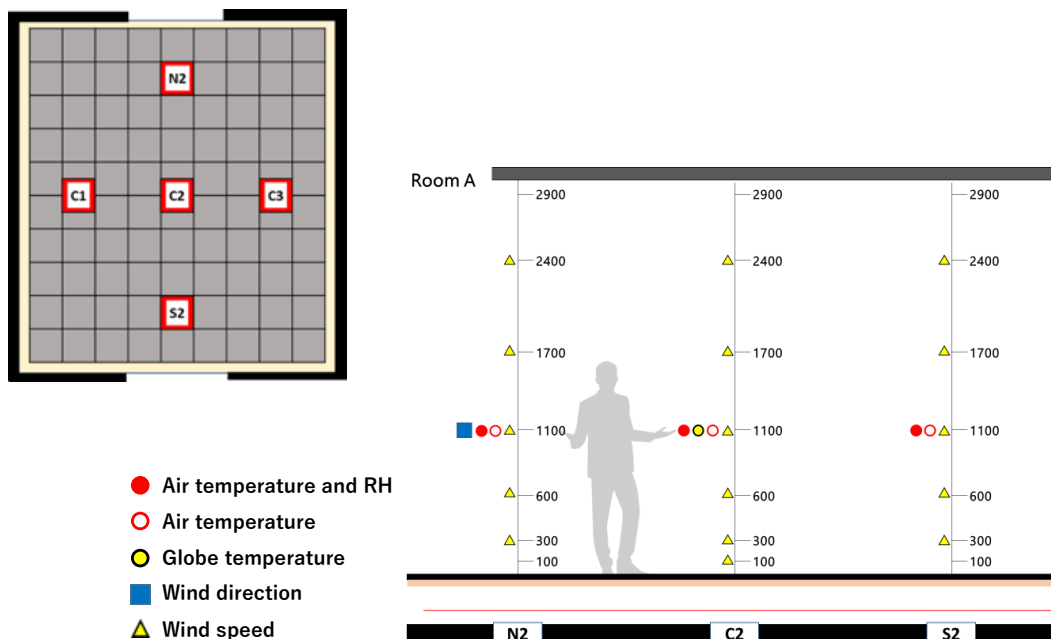 N2
C1
C2
C3
S2
Room A
2900
2900
2900
2400
2400
2400
1700
1700
1700
1100
1100
1100
600
600
600
300
300
300
100
100
100
N2
C2
S2
Air temperature and RH
Air temperature
Globe temperature
Wind direction
Wind speed